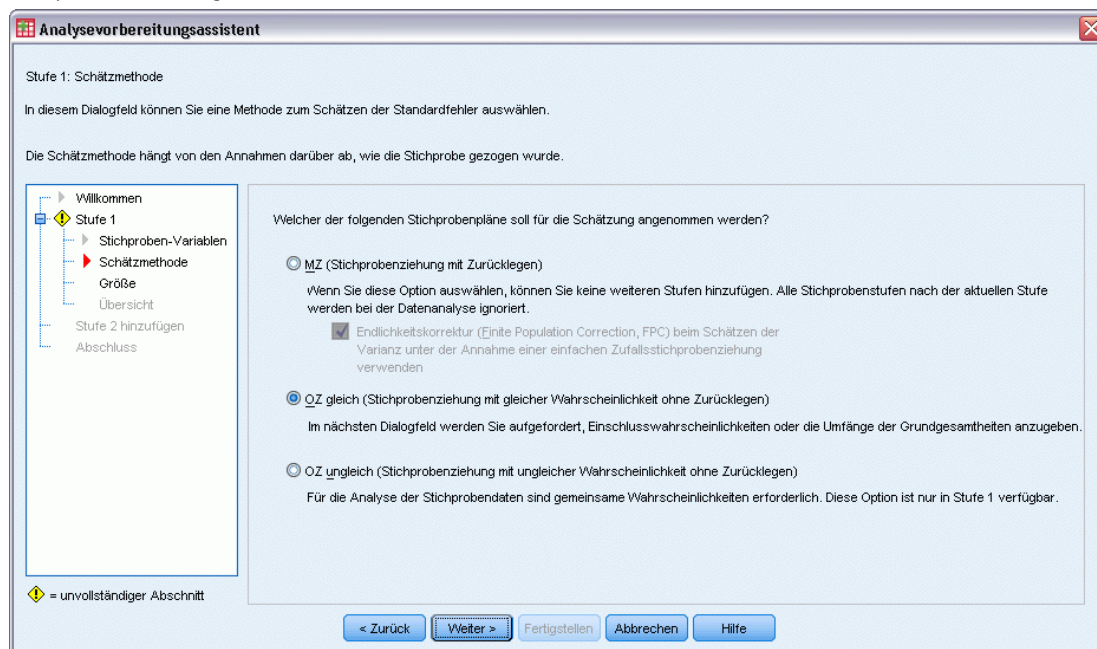 Analysevorbereitungsassistent
Stufe 1: Schätzmethode
In diesem Dialogfeld können Sie eine Methode zum Schätzen der Standardfehler auswählen.
Die Schätzmethode hängt von den Annahmen darüber ab, wie die Stichprobe gezogen wurde.
Willkommen
Stufe 1
Stichproben-Variablen
Schätzmethode
Größe
Übersicht
Stufe 2 hinzufügen
Abschluss
= unvollständiger Abschnitt
Welcher der folgenden Stichprobenpläne soll für die Schätzung angenommen werden?
MZ (Stichprobenziehung mit Zurücklegen)
Wenn Sie diese Option auswählen, können Sie keine weiteren Stufen hinzufügen. Alle Stichprobenstufen nach der aktuellen Stufe
werden bei der Datenanalyse ignoriert.
Endlichkeitskorrektur (Finite Population Correction, FPC) beim Schätzen der
Varianz unter der Annahme einer einfachen Zufallsstichprobenziehung
verwenden
OZ gleich (Stichprobenziehung mit gleicher Wahrscheinlichkeit ohne Zurücklegen)
Im nächsten Dialogfeld werden Sie aufgefordert, Einschlusswahrscheinlichkeiten oder die Umfänge der Grundgesamtheiten anzugeben.
OZ ungleich (Stichprobenziehung mit ungleicher Wahrscheinlichkeit ohne Zurücklegen)
Für die Analyse der Stichprobendaten sind gemeinsame Wahrscheinlichkeiten erforderlich. Diese Option ist nur in Stufe 1 verfügbar.
< Zurück
Weiter >
Fertigstellen
Abbrechen
Hilfe